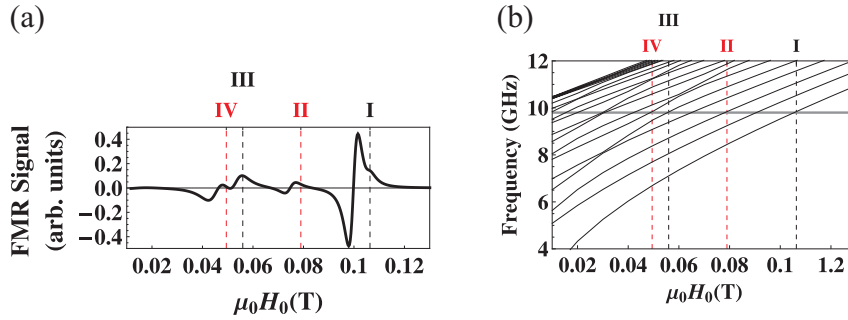 (a)
III
IV
II
I
FMR Signal
(arb. units)
0.4
0.2
0.0
−0.2
−0.4
0.02
0.04
0.06
0.08
0.1
0.12
μ₀H₀(T)
(b)
III
IV
II
I
Frequency (GHz)
12
10
8
6
4
0.02
0.04
0.06
0.08
0.1
1.2
μ₀H₀(T)